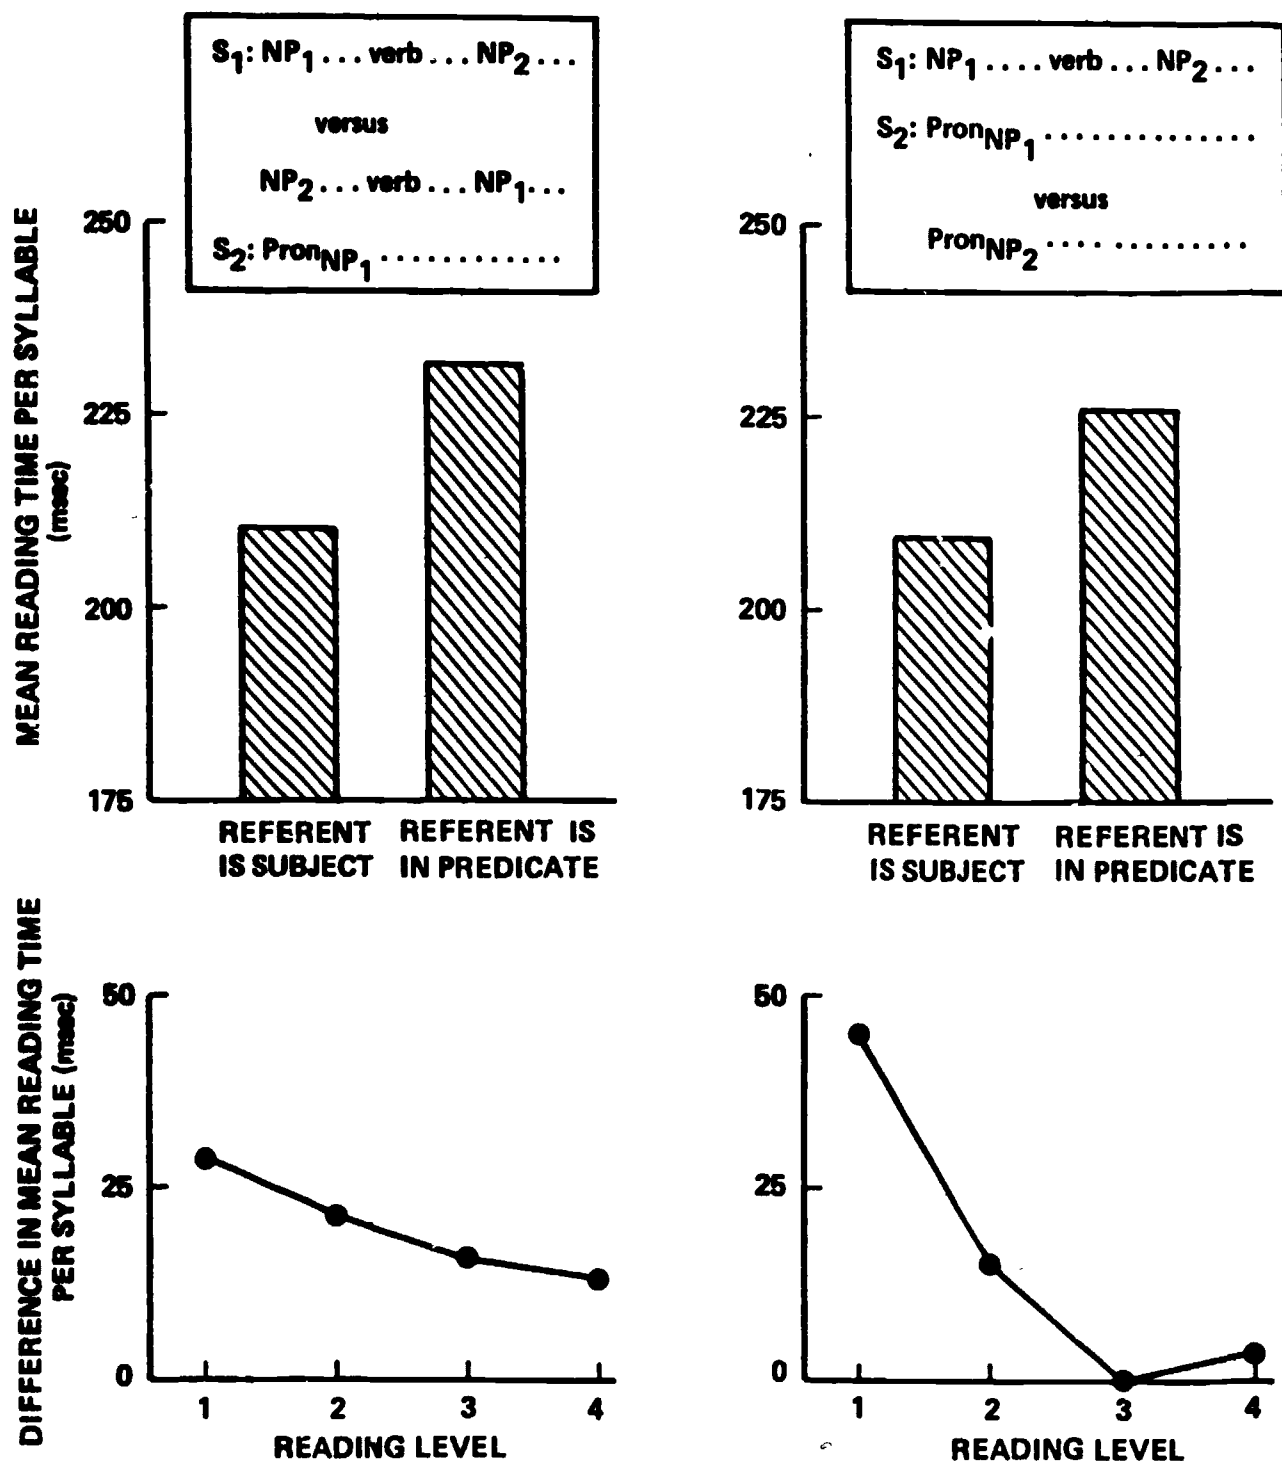 S1: NP1 ... verb ... NP2 ...
versus
NP2 ... verb ... NP1 ...
S2: PronNP1 .............
S1: NP1 .... verb ... NP2 ...
S2: PronNP1 ..............
versus
PronNP2 .............
MEAN READING TIME PER SYLLABLE
(msec)
250
225
200
175
REFERENT
IS SUBJECT
REFERENT IS
IN PREDICATE
250
225
200
175
REFERENT
IS SUBJECT
REFERENT IS
IN PREDICATE
DIFFERENCE IN MEAN READING TIME
PER SYLLABLE (msec)
50
25
0
1 2 3 4
READING LEVEL
50
25
0
1 2 3 4
READING LEVEL